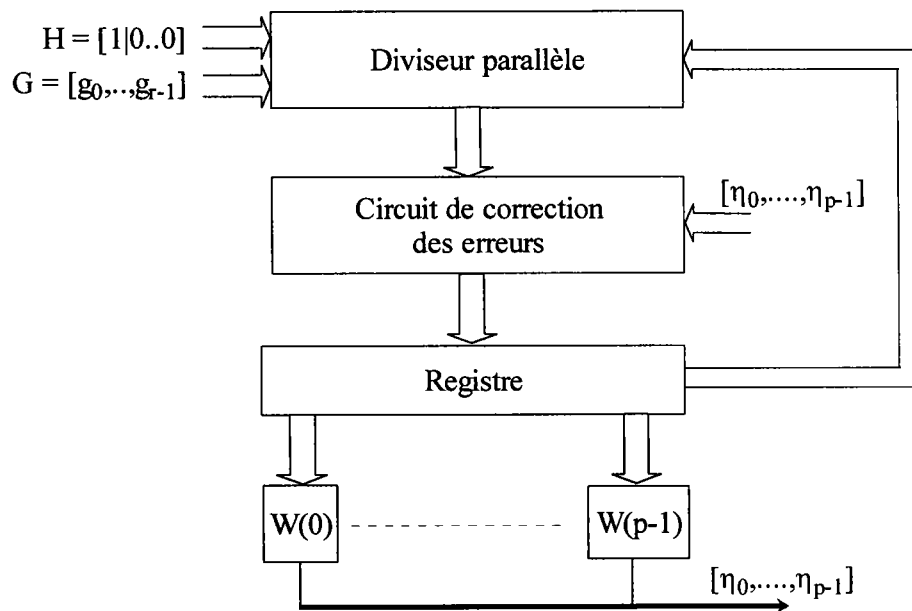 H = [1|0..0]
G = [g₀,..,gᵣ₋₁]
Diviseur parallèle
Circuit de correction
des erreurs
[η₀,....,ηₚ₋₁]
Registre
W(0)
W(p-1)
[η₀,....,ηₚ₋₁]